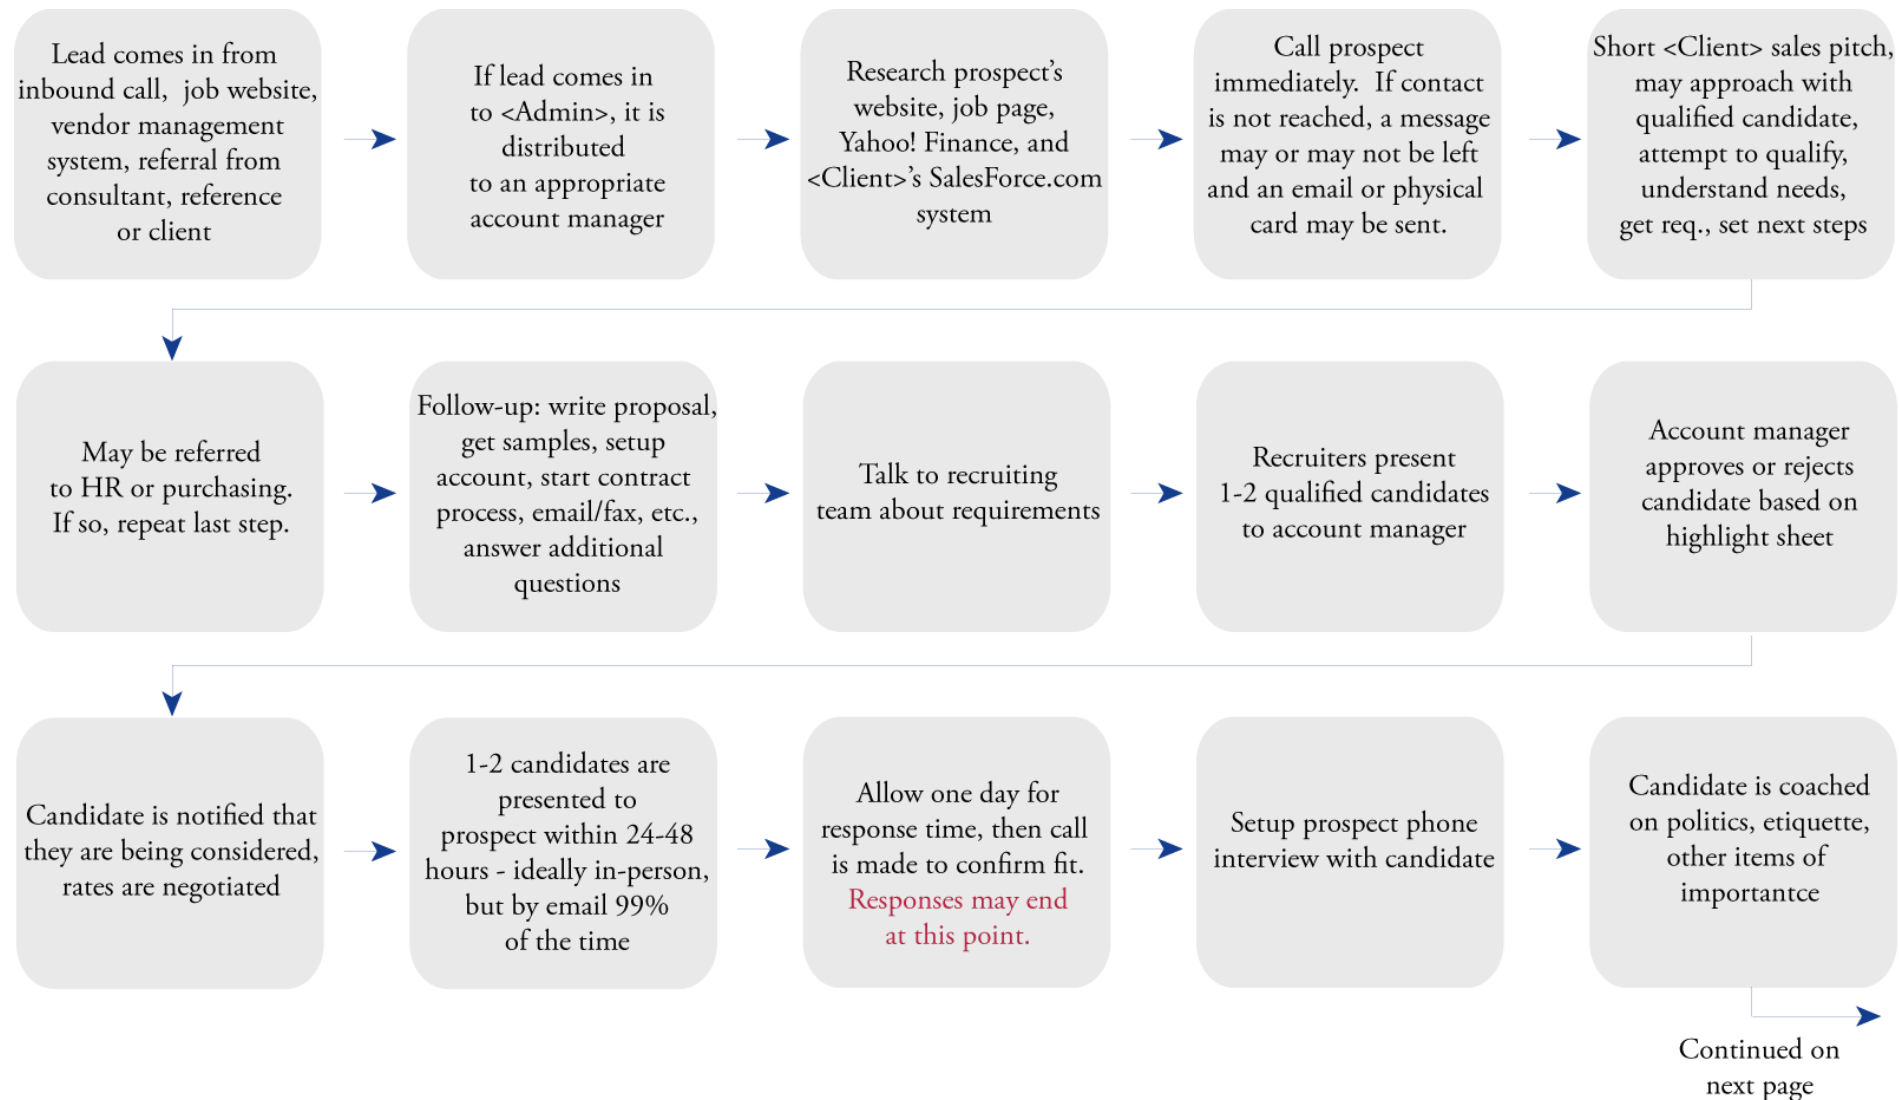 Lead comes in from
inbound call, job website,
vendor management
system, referral from
consultant, reference
or client
If lead comes in
to <Admin>, it is
distributed
to an appropriate
account manager
Research prospect's
website, job page,
Yahoo! Finance, and
<Client>'s SalesForce.com
system
Call prospect
immediately. If contact
is not reached, a message
may or may not be left
and an email or physical
card may be sent.
Short <Client> sales pitch,
may approach with
qualified candidate,
attempt to qualify,
understand needs,
get req., set next steps
May be referred
to HR or purchasing.
If so, repeat last step.
Follow-up: write proposal,
get samples, setup
account, start contract
process, email/fax, etc.,
answer additional
questions
Talk to recruiting
team about requirements
Recruiters present
1-2 qualified candidates
to account manager
Account manager
approves or rejects
candidate based on
highlight sheet
Candidate is notified that
they are being considered,
rates are negotiated
1-2 candidates are
presented to
prospect within 24-48
hours - ideally in-person,
but by email 99%
of the time
Allow one day for
response time, then call
is made to confirm fit.
Responses may end
at this point.
Setup prospect phone
interview with candidate
Candidate is coached
on politics, etiquette,
other items of
importantce
Continued on
next page